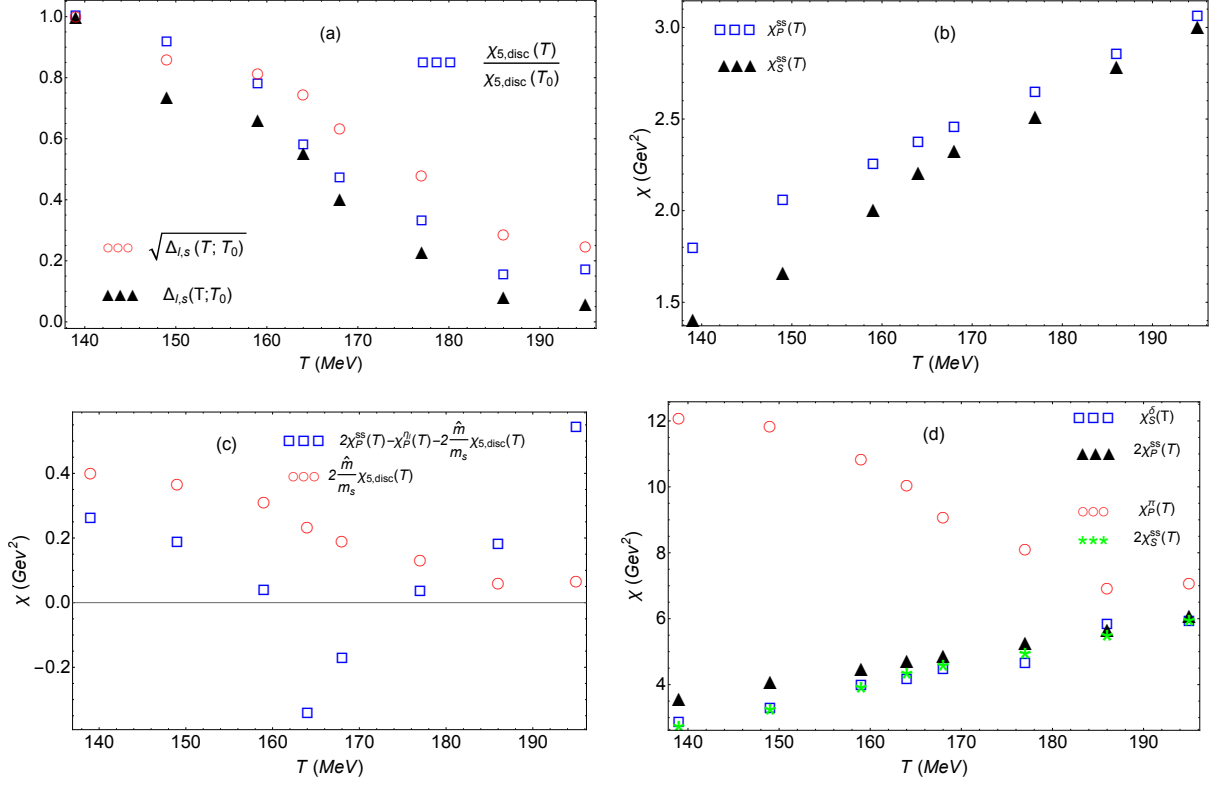 (a)
χ5,disc (T)
χ5,disc (T0)
√Δl,s (T; T0)
Δl,s(T;T0)
1.0
0.8
0.6
0.4
0.2
0.0
140 150 160 170 180 190
T (MeV)
(b)
χPss(T)
χSss(T)
3.0
2.5
2.0
1.5
χ (Gev2)
140 150 160 170 180 190
T (MeV)
(c)
2χPss(T)−χPηl(T)−2 m̂/ms χ5,disc(T)
2 m̂/ms χ5,disc(T)
0.4
0.2
0.0
−0.2
χ (Gev2)
140 150 160 170 180 190
T (MeV)
(d)
χSδ(T)
2χPss(T)
χPπ(T)
2χSss(T)
12
10
8
6
4
χ (Gev2)
140 150 160 170 180 190
T (MeV)